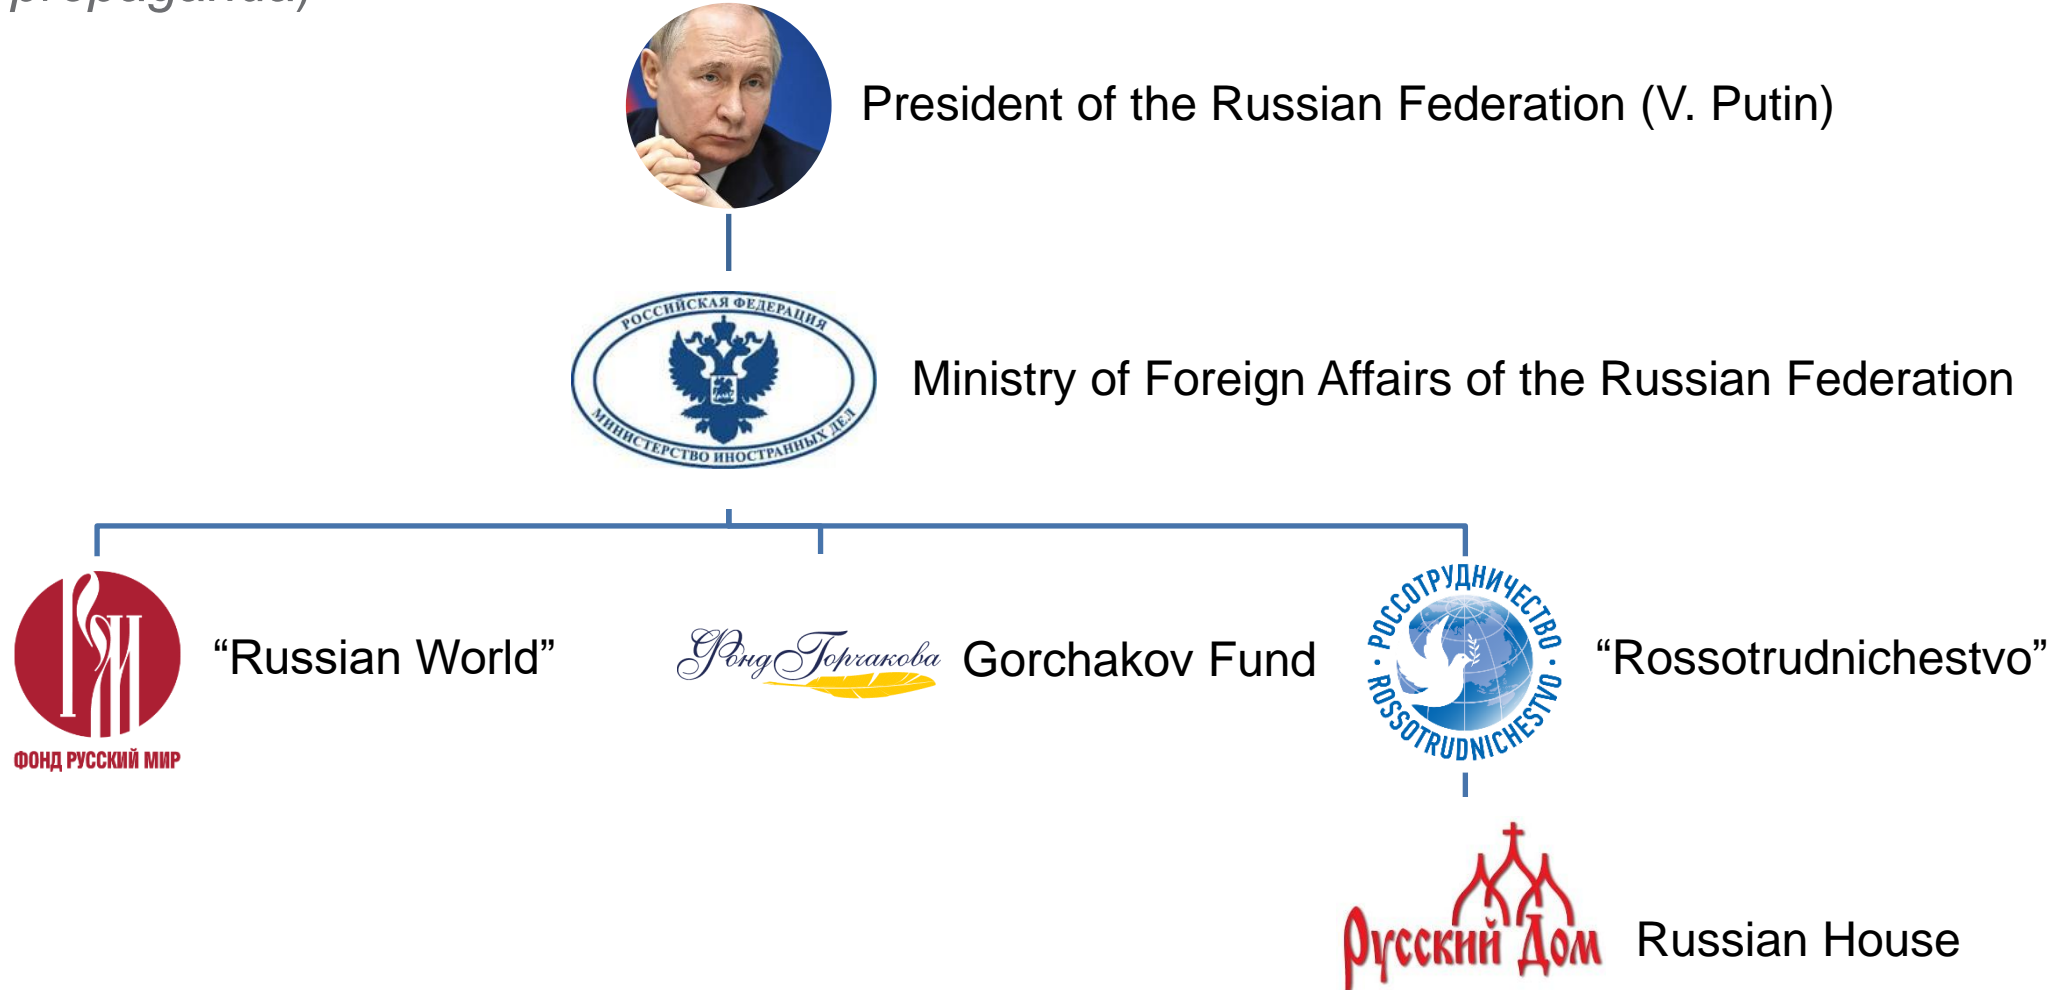 propaganda)
President of the Russian Federation (V. Putin)
РОССИЙСКАЯ ФЕДЕРАЦИЯ
МИНИСТЕРСТВО ИНОСТРАННЫХ ДЕЛ
Ministry of Foreign Affairs of the Russian Federation
ФОНД РУССКИЙ МИР
“Russian World”
Фонд Горчакова
Gorchakov Fund
РОССОТРУДНИЧЕСТВО
ROSSOTRUDNICHESTVO
“Rossotrudnichestvo”
Русский Дом
Russian House